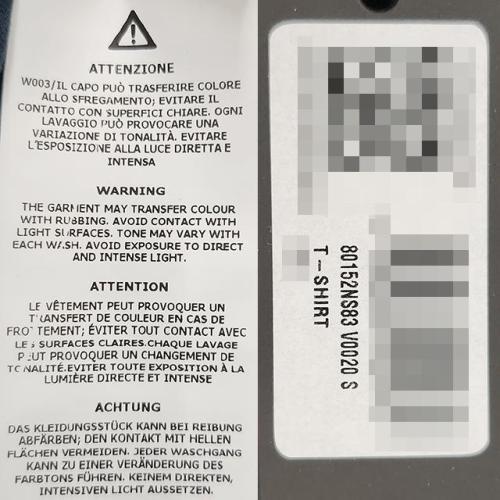 ATTENZIONE
W003/IL CAPO PUÒ TRASFERIRE COLORE
ALLO SFREGAMENTO; EVITARE IL
CONTATTO CON SUPERFICI CHIARE. OGNI
LAVAGGIO PUÒ PROVOCARE UNA
VARIAZIONE DI TONALITÀ. EVITARE
L'ESPOSIZIONE ALLA LUCE DIRETTA E
INTENSA
WARNING
THE GARMENT MAY TRANSFER COLOUR
WITH RUBBING. AVOID CONTACT WITH
LIGHT SURFACES. TONE MAY VARY WITH
EACH WASH. AVOID EXPOSURE TO DIRECT
AND INTENSE LIGHT.
ATTENTION
LE VÊTEMENT PEUT PROVOQUER UN
TRANSFERT DE COULEUR EN CAS DE
FROTTEMENT; ÉVITER TOUT CONTACT AVEC
LES SURFACES CLAIRES.CHAQUE LAVAGE
PEUT PROVOQUER UN CHANGEMENT DE
TONALITÉ.EVITER TOUTE EXPOSITION À LA
LUMIÈRE DIRECTE ET INTENSE
ACHTUNG
DAS KLEIDUNGSSTÜCK KANN BEI REIBUNG
ABFÄRBEN; DEN KONTAKT MIT HELLEN
FLÄCHEN VERMEIDEN. JEDER WASCHGANG
KANN ZU EINER VERÄNDERUNG DES
FARBTONS FÜHREN. KEINEM DIREKTEN,
INTENSIVEN LICHT AUSSETZEN.
80152NS83 V0020 S
T-SHIRT